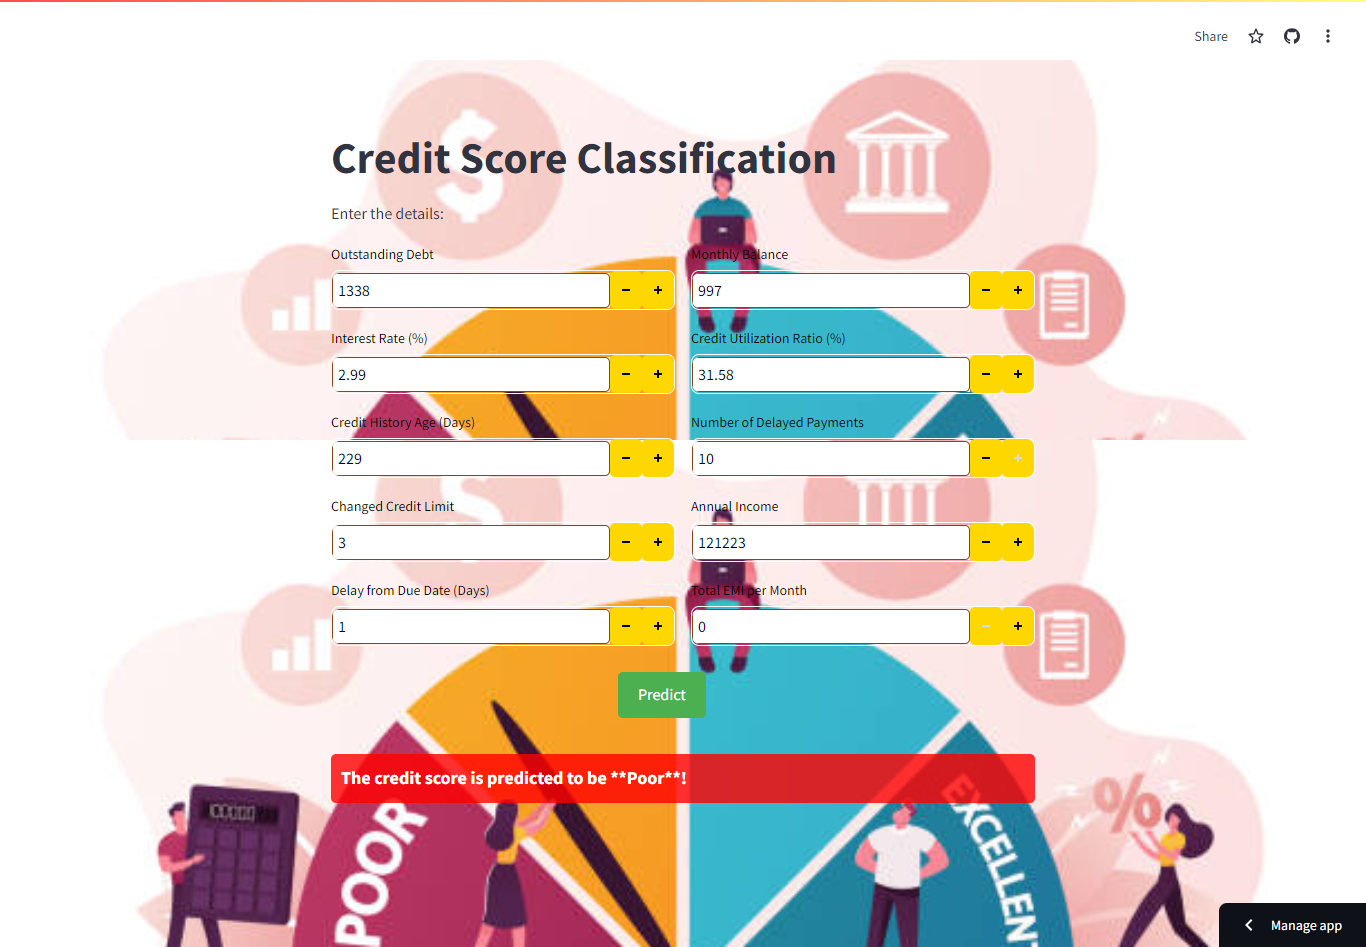 Share
Credit Score Classification
Enter the details:
Outstanding Debt
Monthly Balance
1338
997
Interest Rate (%)
Credit Utilization Ratio (%)
2.99
31.58
Credit History Age (Days)
Number of Delayed Payments
229
10
Changed Credit Limit
Annual Income
3
121223
Delay from Due Date (Days)
Total EMI per Month
1
0
Predict
The credit score is predicted to be **Poor**!
POOR
EXCELLENT
%
Manage app